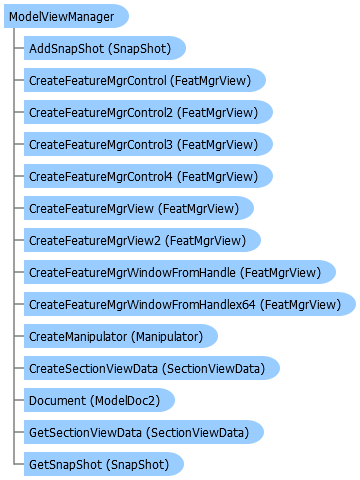 ModelViewManager
AddSnapShot (SnapShot)
CreateFeatureMgrControl (FeatMgrView)
CreateFeatureMgrControl2 (FeatMgrView)
CreateFeatureMgrControl3 (FeatMgrView)
CreateFeatureMgrControl4 (FeatMgrView)
CreateFeatureMgrView (FeatMgrView)
CreateFeatureMgrView2 (FeatMgrView)
CreateFeatureMgrWindowFromHandle (FeatMgrView)
CreateFeatureMgrWindowFromHandlex64 (FeatMgrView)
CreateManipulator (Manipulator)
CreateSectionViewData (SectionViewData)
Document (ModelDoc2)
GetSectionViewData (SectionViewData)
GetSnapShot (SnapShot)